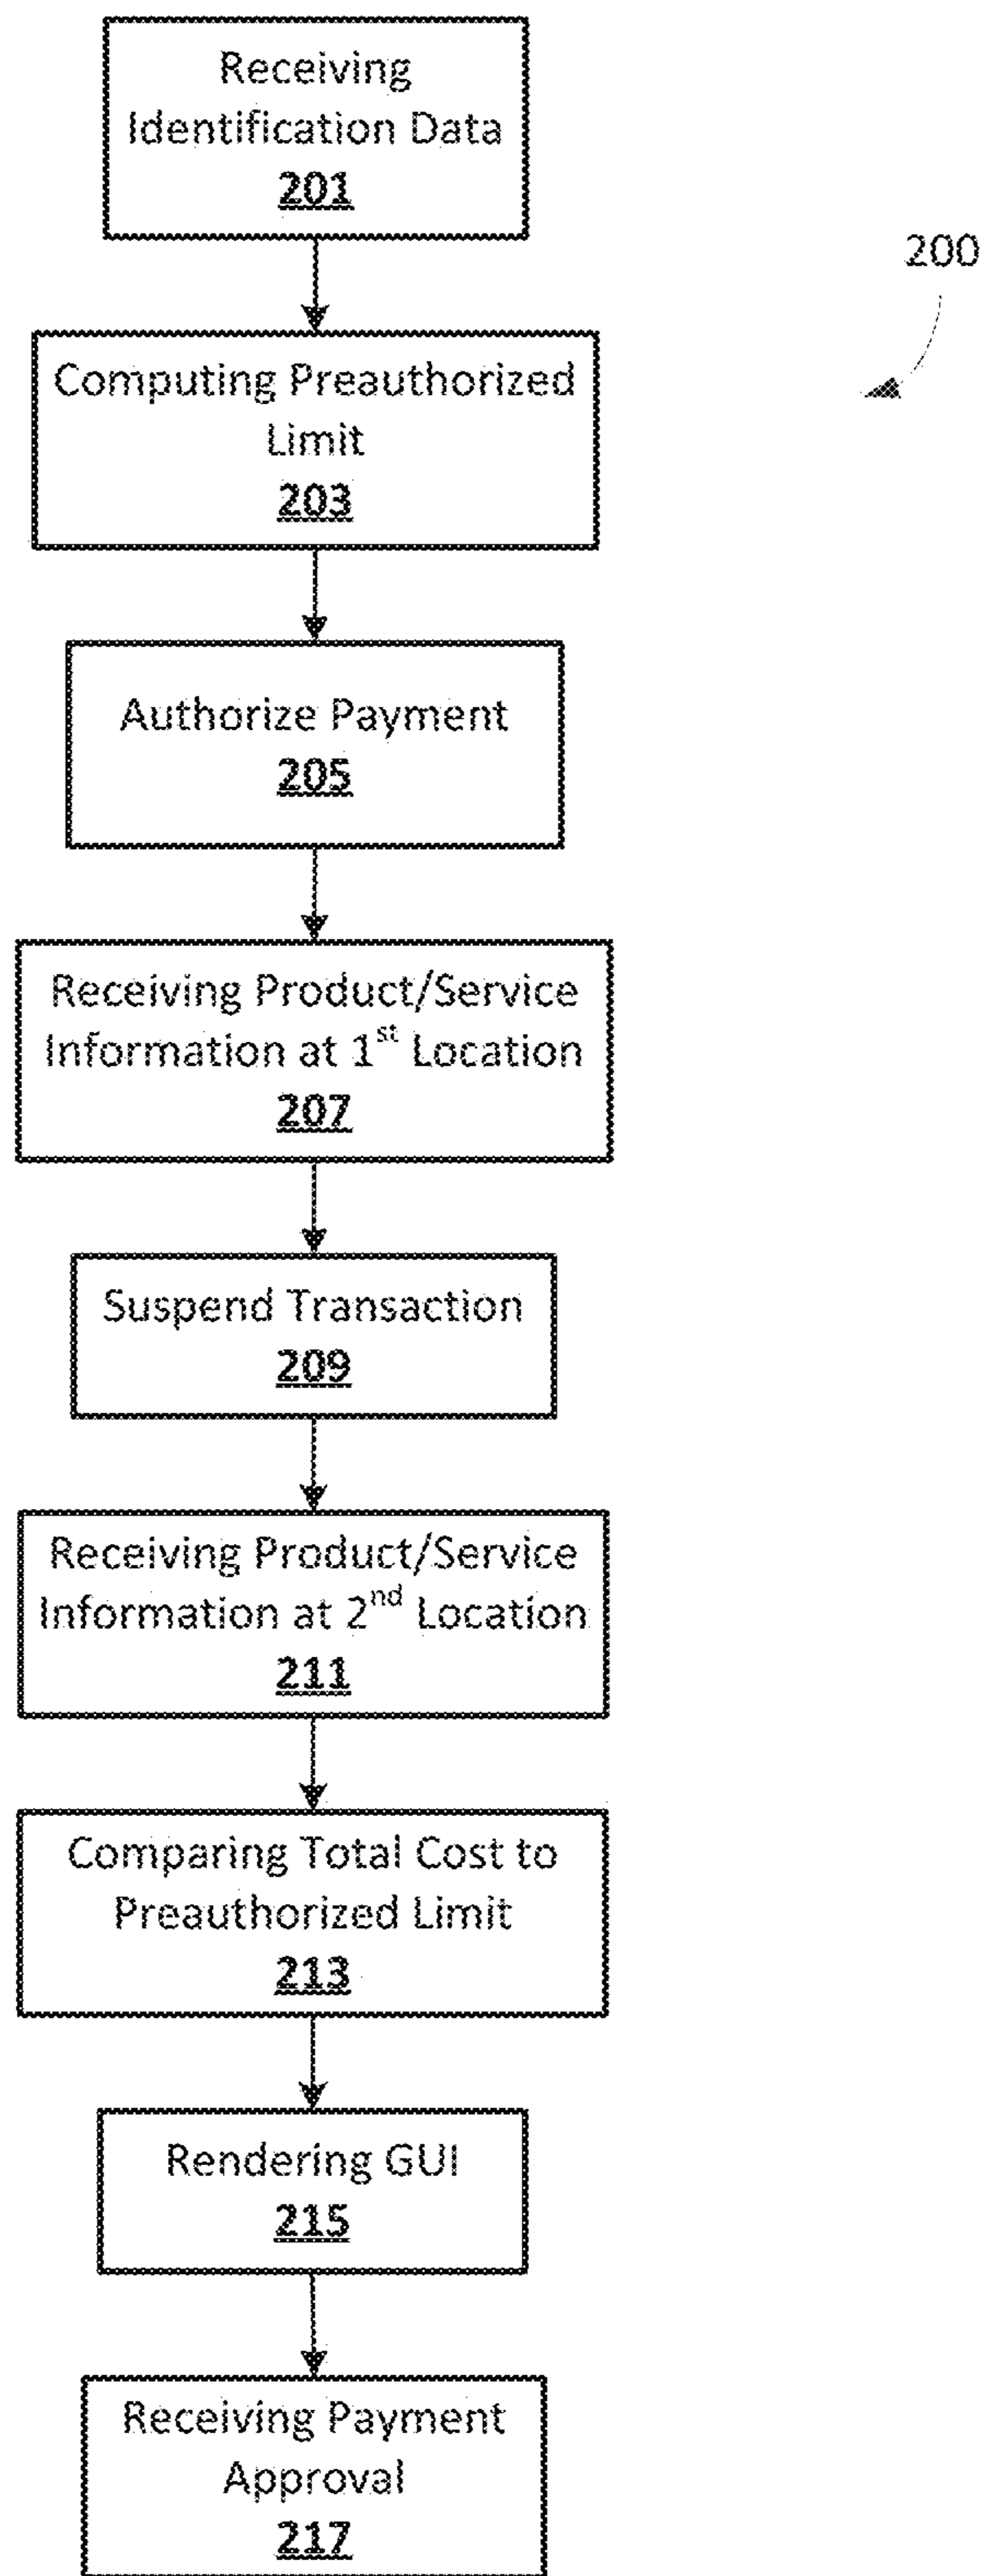 Receiving
Identification Data
201
200
Computing Preauthorized
Limit
203
Authorize Payment
205
Receiving Product/Service
Information at 1st Location
207
Suspend Transaction
209
Receiving Product/Service
Information at 2nd Location
211
Comparing Total Cost to
Preauthorized Limit
213
Rendering GUI
215
Receiving Payment
Approval
217